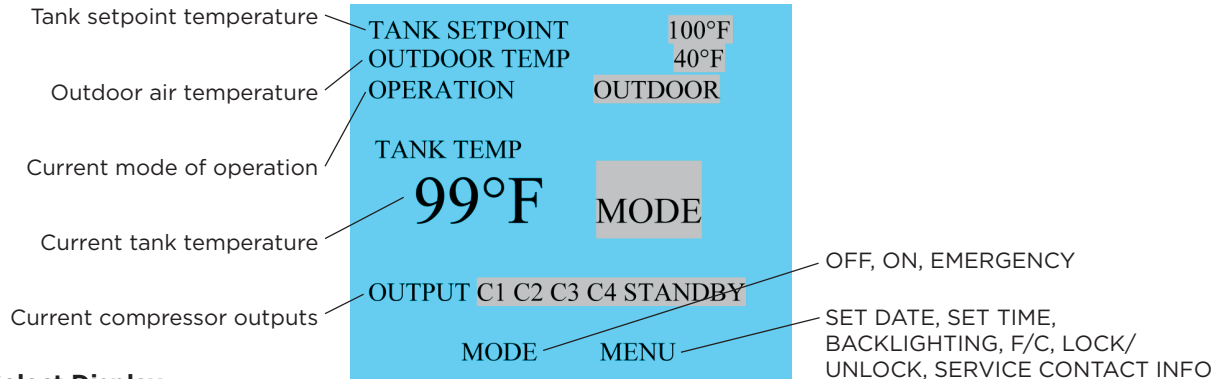 Tank setpoint temperature
TANK SETPOINT 100°F
OUTDOOR TEMP 40°F
Outdoor air temperature
OPERATION OUTDOOR
Current mode of operation
TANK TEMP
99°F MODE
Current tank temperature
OFF, ON, EMERGENCY
OUTPUT C1 C2 C3 C4 STANDBY
Current compressor outputs
MODE MENU
SET DATE, SET TIME,
BACKLIGHTING, F/C, LOCK/
UNLOCK, SERVICE CONTACT INFO